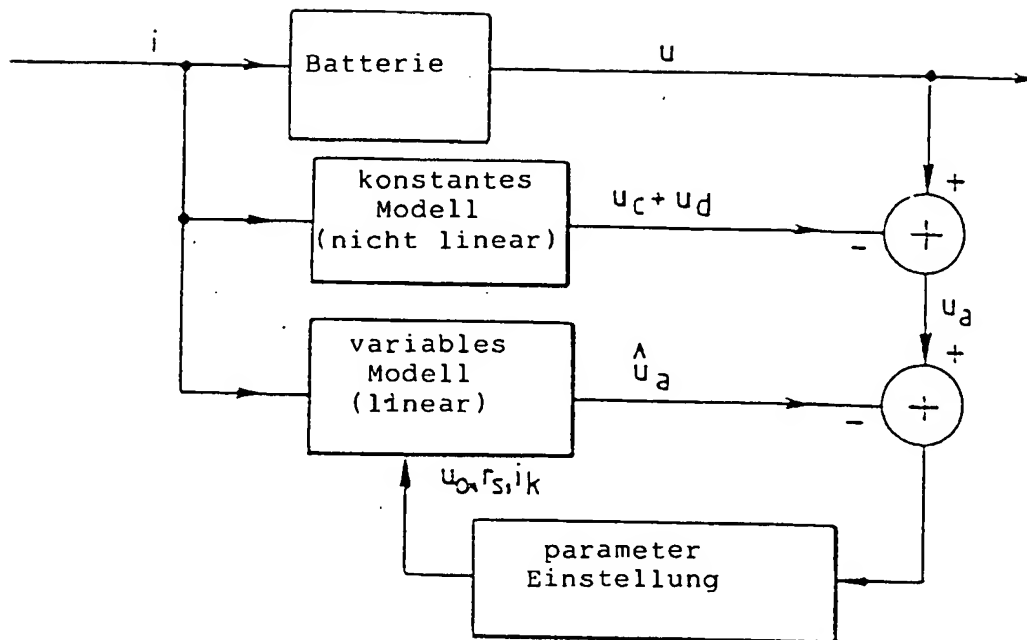 i
Batterie
u
konstantes
Modell
(nicht linear)
u_c + u_d
+
-
+
u_a
variables
Modell
(linear)
û_a
+
-
+
u_o, r_s, i_k
parameter
Einstellung